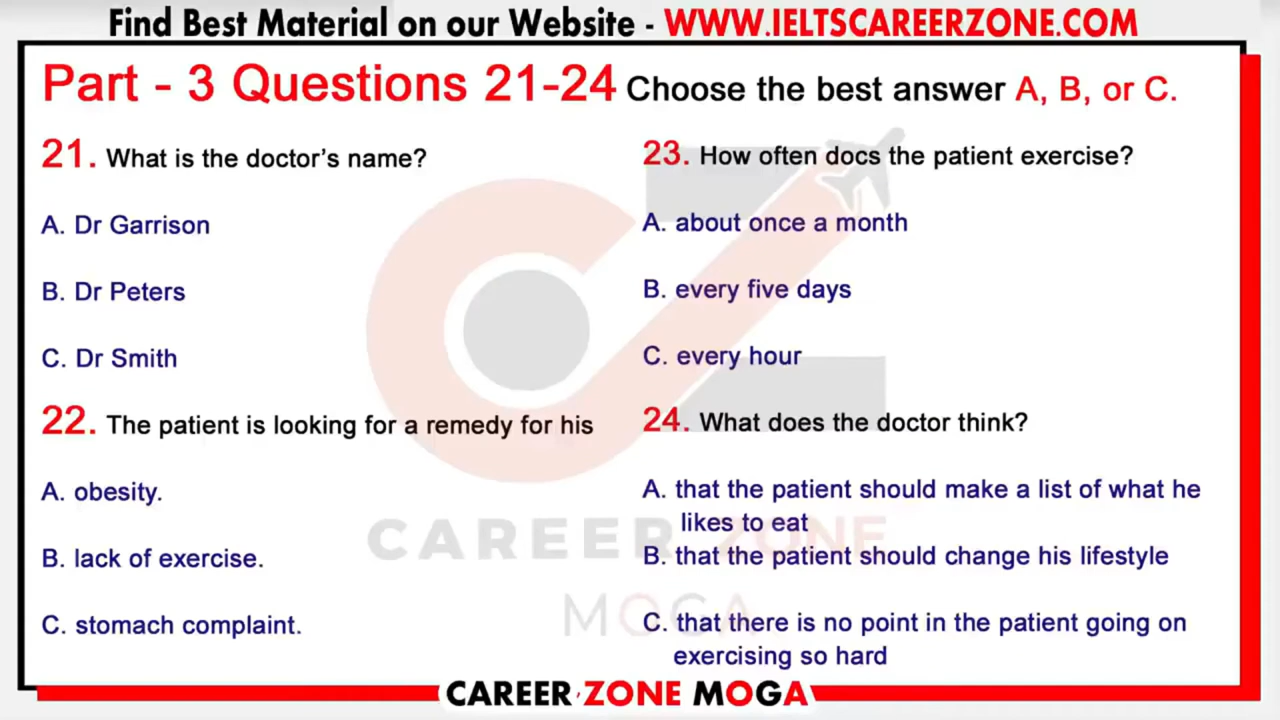 Find Best Material on our Website - WWW.IELTSCAREERZONE.COM
Part - 3 Questions 21-24 Choose the best answer A, B, or C.
21. What is the doctor's name?
A. Dr Garrison
B. Dr Peters
C. Dr Smith
22. The patient is looking for a remedy for his
A. obesity.
B. lack of exercise.
C. stomach complaint.
23. How often docs the patient exercise?
A. about once a month
B. every five days
C. every hour
24. What does the doctor think?
A. that the patient should make a list of what he
likes to eat
B. that the patient should change his lifestyle
C. that there is no point in the patient going on
exercising so hard
CAREER ZONE
MOGA
CAREER ZONE MOGA